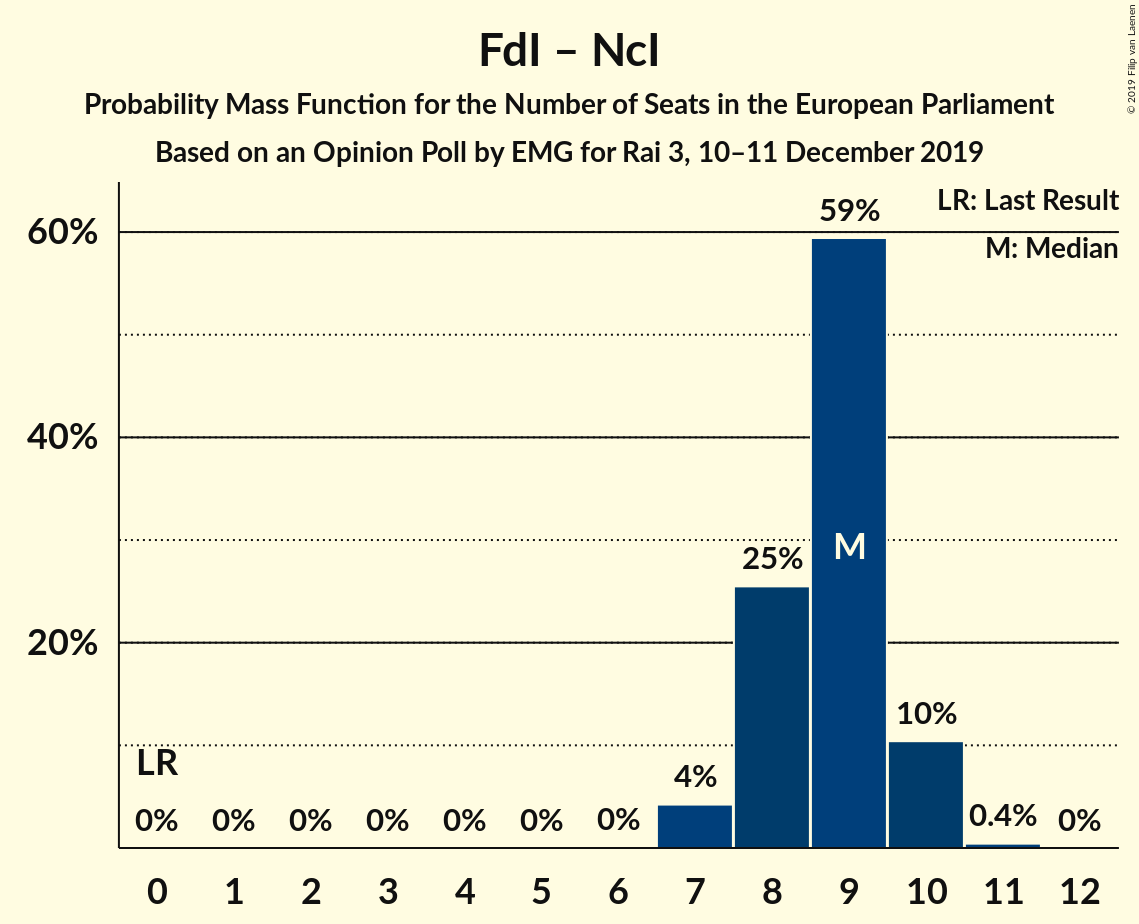 FdI – NcI
Probability Mass Function for the Number of Seats in the European Parliament
Based on an Opinion Poll by EMG for Rai 3, 10–11 December 2019
© 2019 Filip van Laenen
LR: Last Result
M: Median
60%
40%
20%
59%
25%
M
10%
LR
4%
0% 0% 0% 0% 0% 0% 0% 0.4% 0%
0 1 2 3 4 5 6 7 8 9 10 11 12